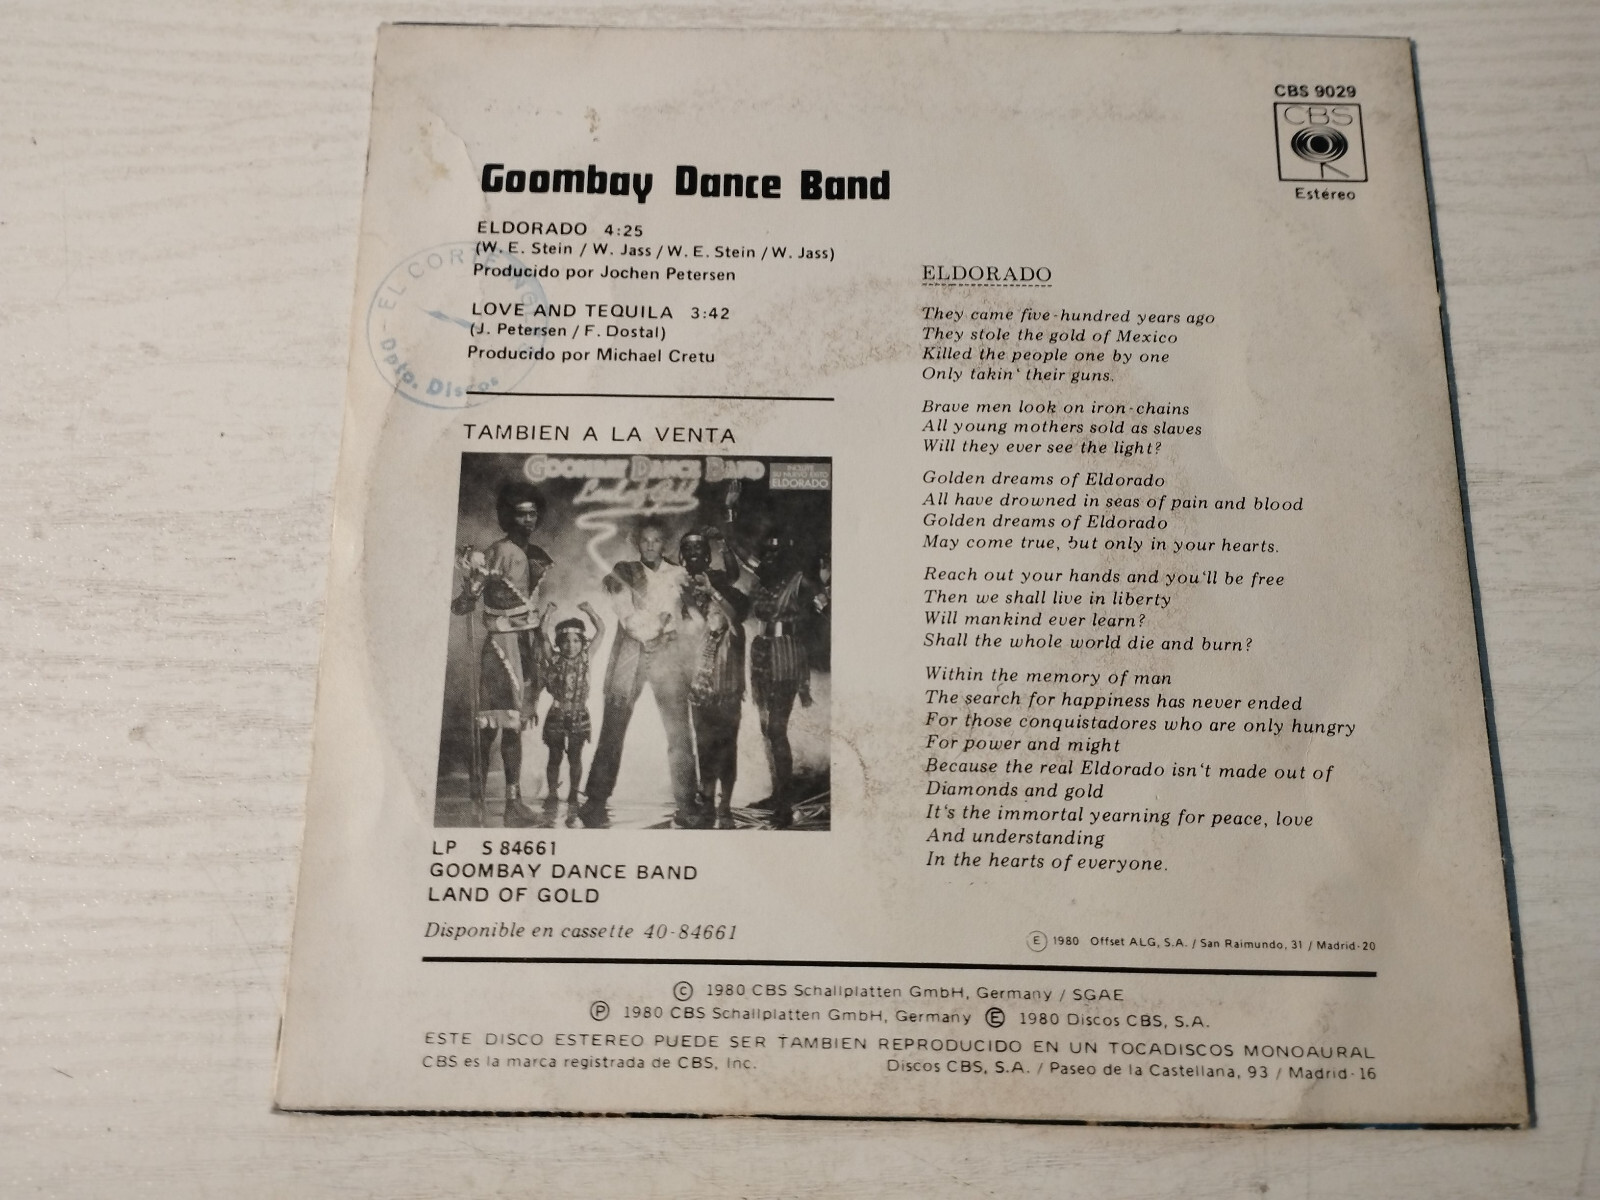 CBS 9029
CBS
Estéreo
Goombay Dance Band
ELDORADO 4:25
(W. E. Stein / W. Jass / W. E. Stein / W. Jass)
Producido por Jochen Petersen
LOVE AND TEQUILA 3:42
(J. Petersen / F. Dostal)
Producido por Michael Cretu
EL CORTE ING
Dpto. Discos
TAMBIEN A LA VENTA
GOOMBAY DANCE BAND
Land of Gold
INCLUYE
SU NUEVO EXITO
ELDORADO
LP S 84661
GOOMBAY DANCE BAND
LAND OF GOLD
Disponible en cassette 40-84661
ELDORADO
They came five-hundred years ago
They stole the gold of Mexico
Killed the people one by one
Only takin' their guns.
Brave men look on iron-chains
All young mothers sold as slaves
Will they ever see the light?
Golden dreams of Eldorado
All have drowned in seas of pain and blood
Golden dreams of Eldorado
May come true, but only in your hearts.
Reach out your hands and you'll be free
Then we shall live in liberty
Will mankind ever learn?
Shall the whole world die and burn?
Within the memory of man
The search for happiness has never ended
For those conquistadores who are only hungry
For power and might
Because the real Eldorado isn't made out of
Diamonds and gold
It's the immortal yearning for peace, love
And understanding
In the hearts of everyone.
Ⓔ 1980 Offset ALG, S.A. / San Raimundo, 31 / Madrid-20
© 1980 CBS Schallplatten GmbH, Germany / SGAE
Ⓟ 1980 CBS Schallplatten GmbH, Germany Ⓔ 1980 Discos CBS, S.A.
ESTE DISCO ESTEREO PUEDE SER TAMBIEN REPRODUCIDO EN UN TOCADISCOS MONOAURAL
CBS es la marca registrada de CBS, Inc. Discos CBS, S.A. / Paseo de la Castellana, 93 / Madrid-16